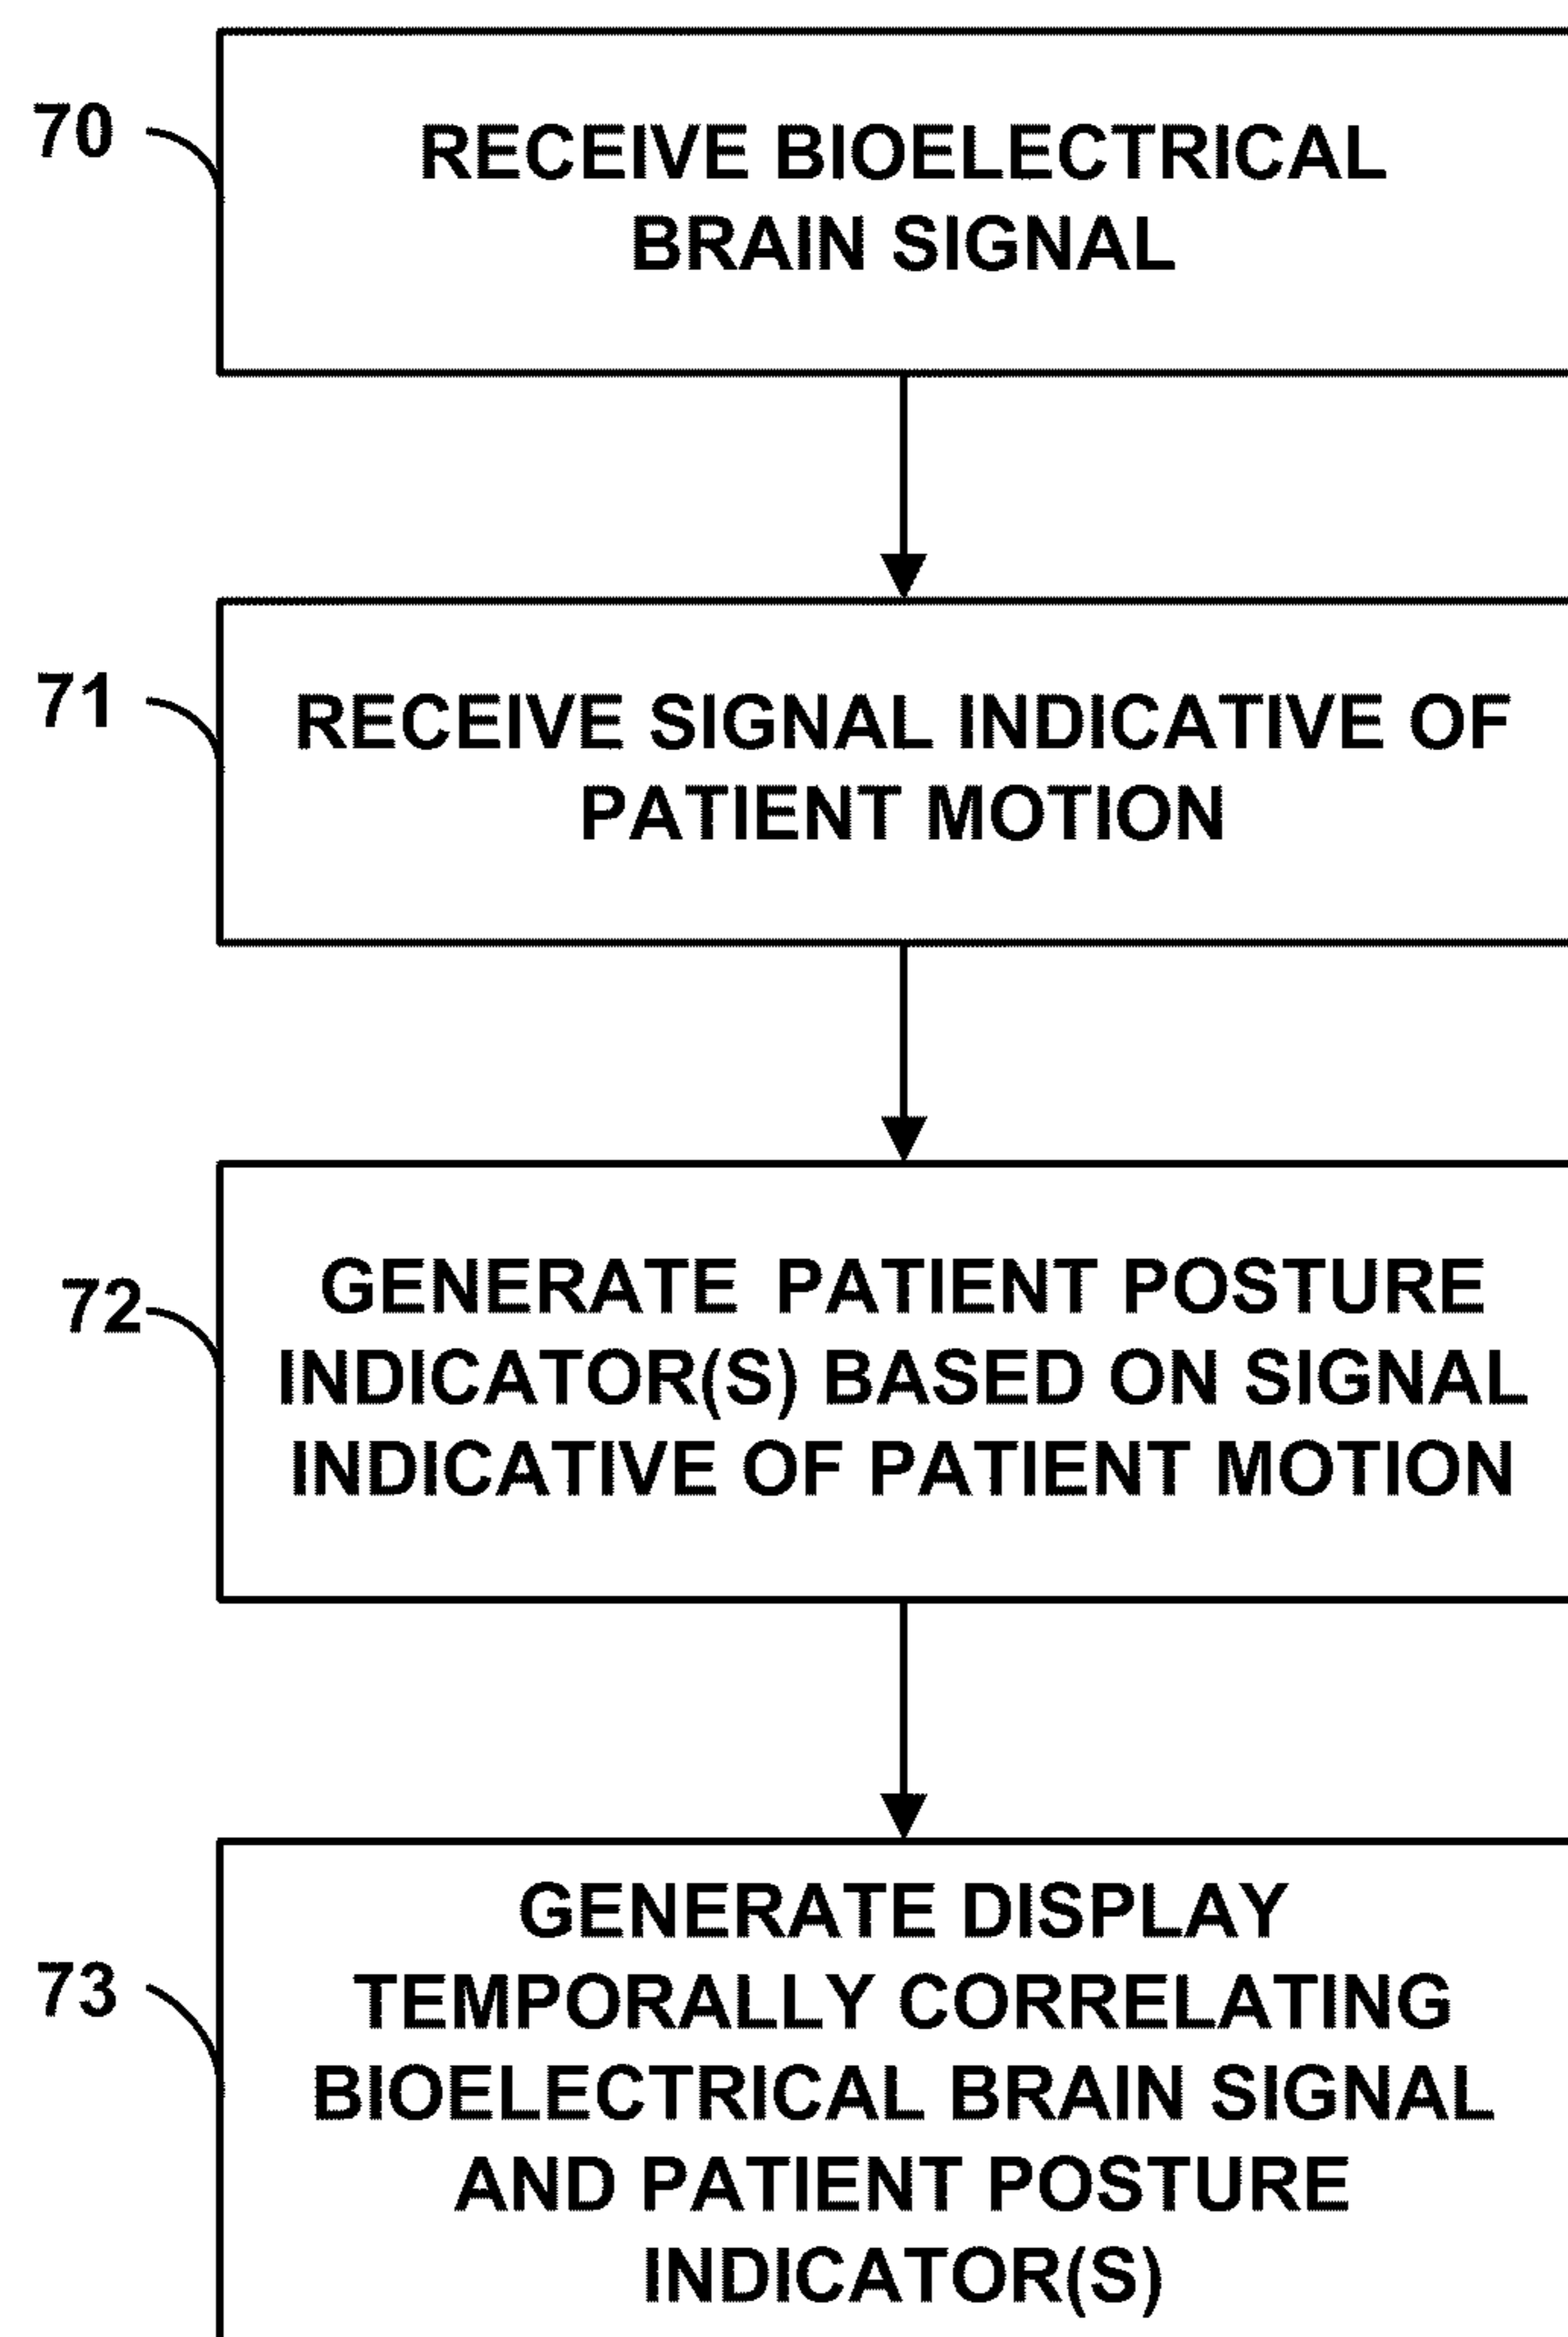 70
RECEIVE BIOELECTRICAL
BRAIN SIGNAL
71
RECEIVE SIGNAL INDICATIVE OF
PATIENT MOTION
72
GENERATE PATIENT POSTURE
INDICATOR(S) BASED ON SIGNAL
INDICATIVE OF PATIENT MOTION
73
GENERATE DISPLAY
TEMPORALLY CORRELATING
BIOELECTRICAL BRAIN SIGNAL
AND PATIENT POSTURE
INDICATOR(S)